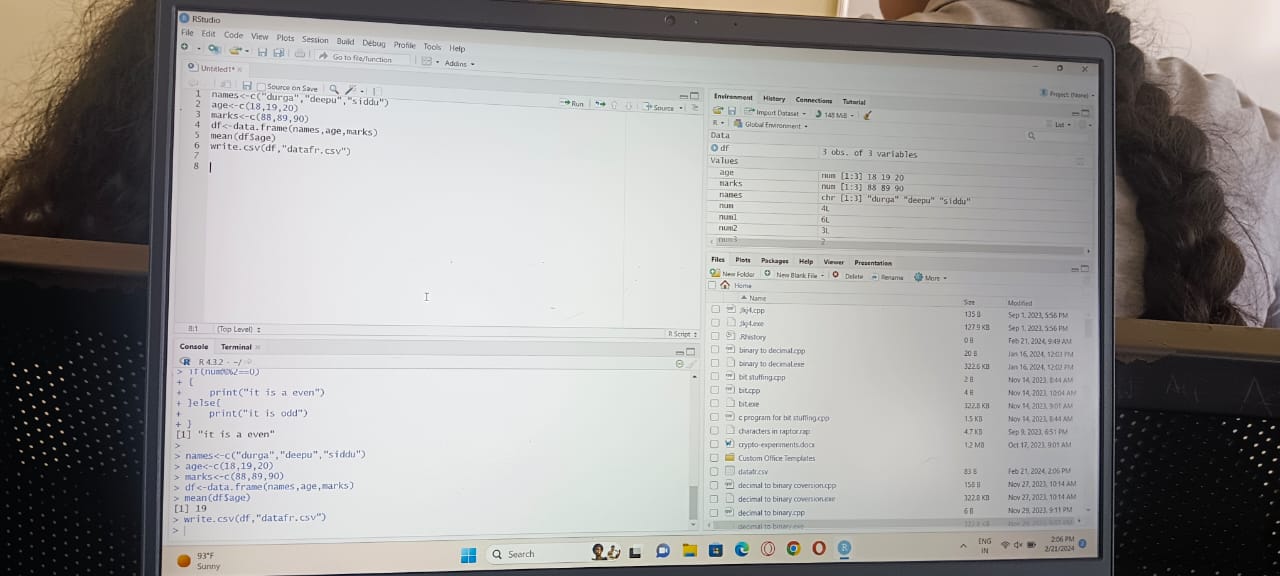 RStudio
File Edit Code View Plots Session Build Debug Profile Tools Help
Go to file/function Addins
Project: (None)
Untitled1*
Source on Save Run Source
1 names<-c("durga","deepu","siddu")
2 age<-c(18,19,20)
3 marks<-c(88,89,90)
4 df<-data.frame(names,age,marks)
5 mean(df$age)
6 write.csv(df,"datafr.csv")
7
8
8:1 (Top Level) R Script
Console Terminal
R 4.3.2 · ~/
> if(num%%2==0)
+ {
+ print("it is a even")
+ }else{
+ print("it is odd")
+ }
[1] "it is a even"
>
> names<-c("durga","deepu","siddu")
> age<-c(18,19,20)
> marks<-c(88,89,90)
> df<-data.frame(names,age,marks)
> mean(df$age)
[1] 19
> write.csv(df,"datafr.csv")
>
Environment History Connections Tutorial
Import Dataset 148 MiB
R Global Environment List
Data
df 3 obs. of 3 variables
Values
age num [1:3] 18 19 20
marks num [1:3] 88 89 90
names chr [1:3] "durga" "deepu" "siddu"
num 4L
num1 6L
num2 3L
num3 2
Files Plots Packages Help Viewer Presentation
New Folder New Blank File Delete Rename More
Home
Name Size Modified
135 B Sep 1, 2023, 5:56 PM
127.9 KB Sep 1, 2023, 5:56 PM
.Rhistory 0 B Feb 21, 2024, 9:49 AM
binary to decimal.cpp 20 B Jan 16, 2024, 12:03 PM
binary to decimal.exe 322.6 KB Jan 16, 2024, 12:02 PM
bit stuffing.cpp 2 B Nov 14, 2023, 8:44 AM
bit.cpp 4 B Nov 14, 2023, 10:04 AM
bit.exe 322.8 KB Nov 14, 2023, 9:01 AM
c program for bit stuffing.cpp 1.5 KB Nov 14, 2023, 8:44 AM
characters in raptor.rap 4.7 KB Sep 9, 2023, 6:51 PM
crypto-experiments.docx 1.2 MB Oct 17, 2023, 9:01 AM
Custom Office Templates
datafr.csv 83 B Feb 21, 2024, 2:06 PM
decimal to binary coversion.cpp 158 B Nov 27, 2023, 10:14 AM
decimal to binary coversion.exe 322.8 KB Nov 27, 2023, 10:14 AM
decimal to binary.cpp 6 B Nov 29, 2023, 9:11 PM
decimal to binary.exe
93°F
Sunny
Search
ENG
IN
2:06 PM
2/21/2024